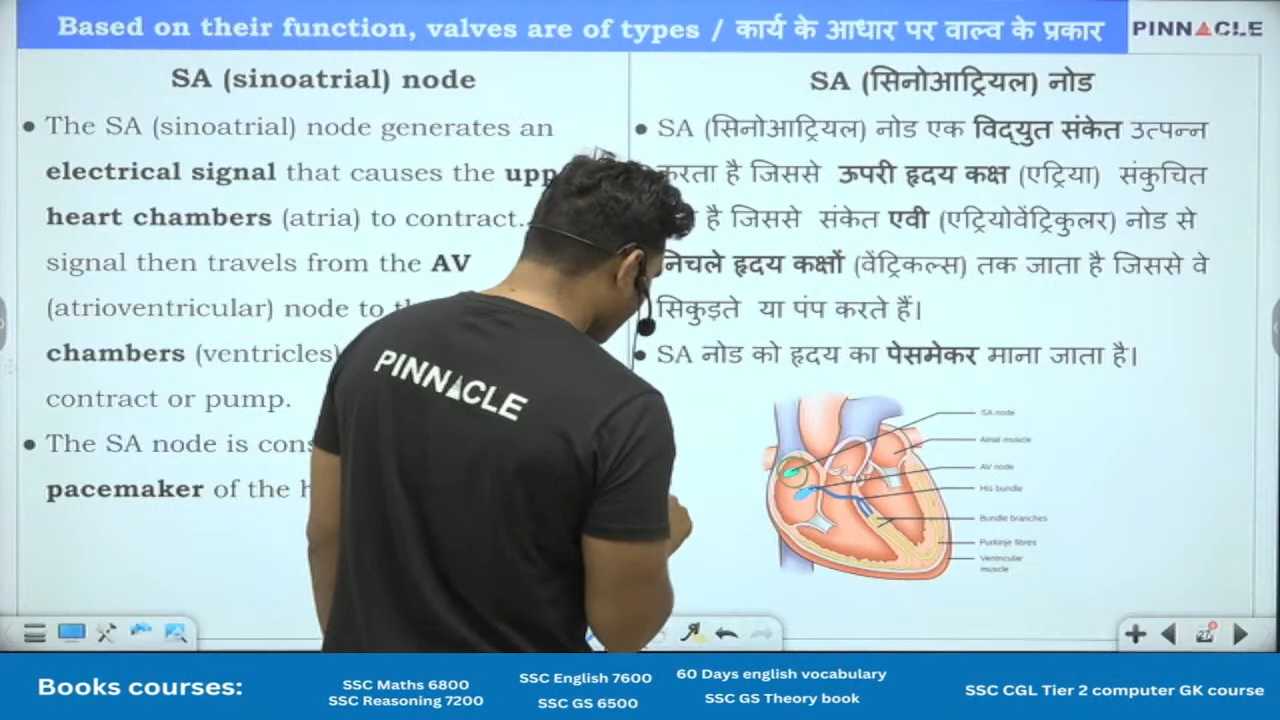 Based on their function, valves are of types / कार्य के आधार पर वाल्व के प्रकार
PINNACLE
SA (sinoatrial) node
The SA (sinoatrial) node generates an
electrical signal that causes the
heart chambers (atria) to contract.
signal then travels from the AV
(atrioventricular) node to
chambers (ventricles)
contract or pump.
The SA node is
pacemaker of the
SA (सिनोआट्रियल) नोड
SA (सिनोआट्रियल) नोड एक विद्युत संकेत उत्पन्न
करता है जिससे ऊपरी हृदय कक्ष (एट्रिया) संकुचित
है जिससे संकेत एवी (एट्रियोवेंट्रिकुलर) नोड से
निचले हृदय कक्षों (वेंट्रिकल्स) तक जाता है जिससे वे
सिकुड़ते या पंप करते हैं।
SA नोड को हृदय का पेसमेकर माना जाता है।
SA node
Atrial muscle
AV node
His bundle
Bundle branches
Purkinje fibres
Ventricular
muscle
PINNACLE
Books courses:
SSC Maths 6800
SSC Reasoning 7200
SSC English 7600
SSC GS 6500
60 Days english vocabulary
SSC GS Theory book
SSC CGL Tier 2 computer GK course